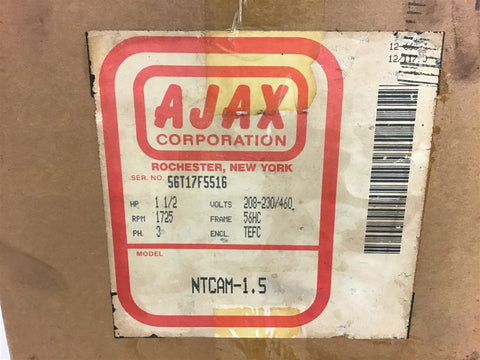 AJAX
CORPORATION
ROCHESTER, NEW YORK
SER. NO. 56T17F5516
HP 1 1/2 VOLTS 208-230/460
RPM 1725 FRAME 56HC
PH. 3 ENCL. TEFC
MODEL
NTCAM-1.5